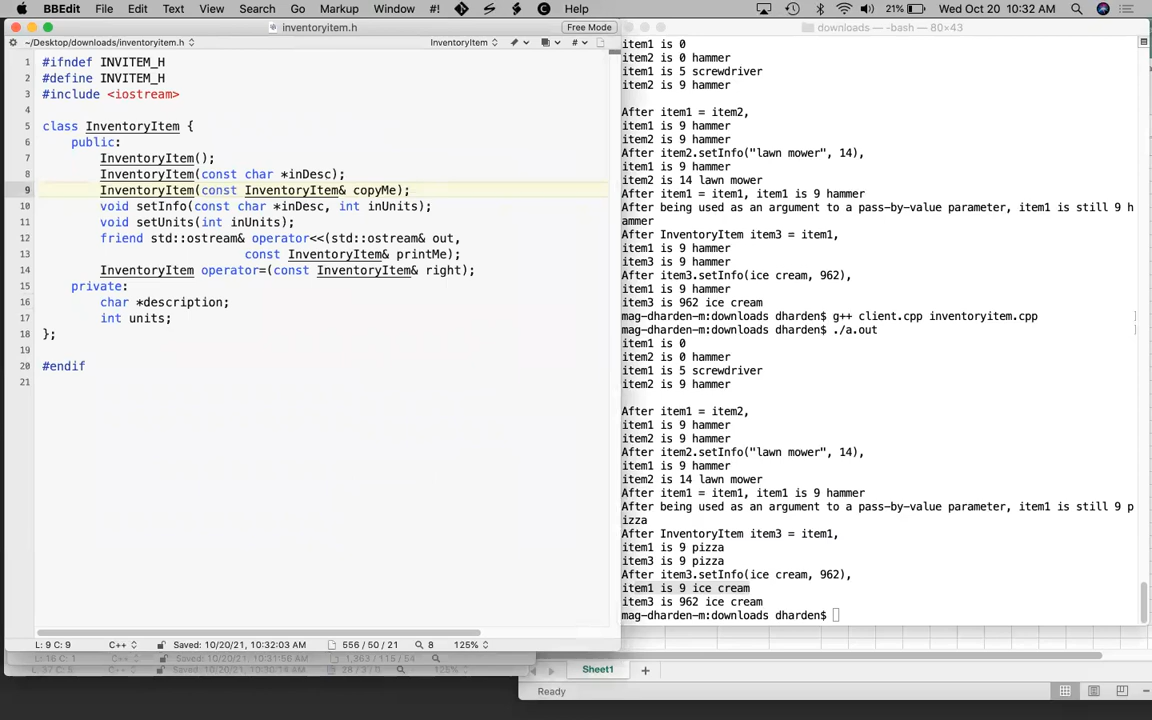 BBEdit File Edit Text View Search Go Markup Window #! Help 21% Wed Oct 20 10:32 AM
inventoryitem.h Free Mode
~/Desktop/downloads/inventoryitem.h InventoryItem #
1 #ifndef INVITEM_H
2 #define INVITEM_H
3 #include <iostream>
4
5 class InventoryItem {
6 public:
7 InventoryItem();
8 InventoryItem(const char *inDesc);
9 InventoryItem(const InventoryItem& copyMe);
10 void setInfo(const char *inDesc, int inUnits);
11 void setUnits(int inUnits);
12 friend std::ostream& operator<<(std::ostream& out,
13 const InventoryItem& printMe);
14 InventoryItem operator=(const InventoryItem& right);
15 private:
16 char *description;
17 int units;
18 };
19
20 #endif
21
L: 9 C: 9 C++ Saved: 10/20/21, 10:32:03 AM 556 / 50 / 21 8 125%
downloads — -bash — 80×43
item1 is 0
item2 is 0 hammer
item1 is 5 screwdriver
item2 is 9 hammer
After item1 = item2,
item1 is 9 hammer
item2 is 9 hammer
After item2.setInfo("lawn mower", 14),
item1 is 9 hammer
item2 is 14 lawn mower
After item1 = item1, item1 is 9 hammer
After being used as an argument to a pass-by-value parameter, item1 is still 9 h
ammer
After InventoryItem item3 = item1,
item1 is 9 hammer
item3 is 9 hammer
After item3.setInfo(ice cream, 962),
item1 is 9 hammer
item3 is 962 ice cream
mag-dharden-m:downloads dharden$ g++ client.cpp inventoryitem.cpp
mag-dharden-m:downloads dharden$ ./a.out
item1 is 0
item2 is 0 hammer
item1 is 5 screwdriver
item2 is 9 hammer
After item1 = item2,
item1 is 9 hammer
item2 is 9 hammer
After item2.setInfo("lawn mower", 14),
item1 is 9 hammer
item2 is 14 lawn mower
After item1 = item1, item1 is 9 hammer
After being used as an argument to a pass-by-value parameter, item1 is still 9 p
izza
After InventoryItem item3 = item1,
item1 is 9 pizza
item3 is 9 pizza
After item3.setInfo(ice cream, 962),
item1 is 9 ice cream
item3 is 962 ice cream
mag-dharden-m:downloads dharden$
Sheet1
Ready